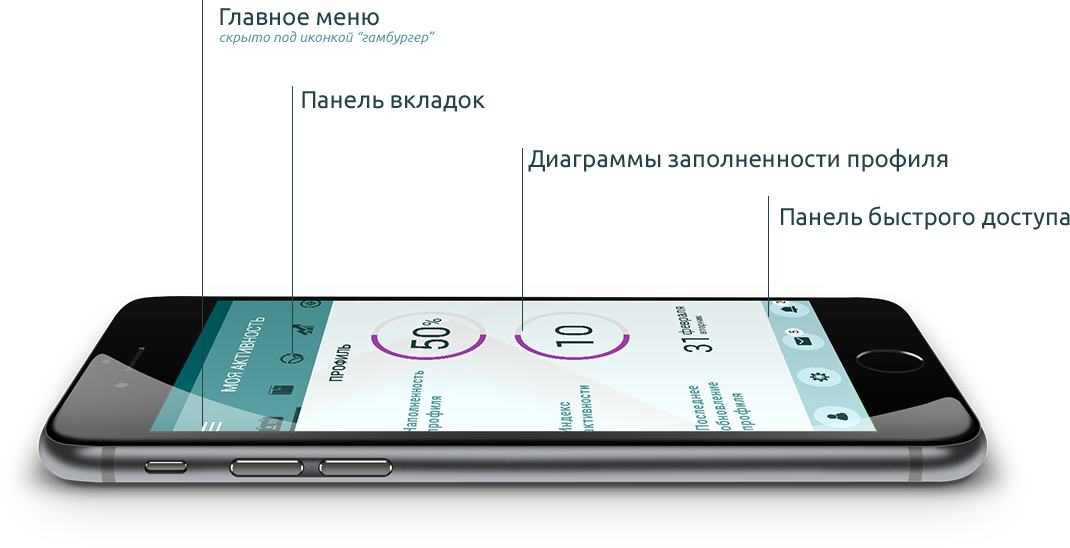 Главное меню
скрыто под иконкой “гамбургер”
Панель вкладок
Диаграммы заполненности профиля
Панель быстрого доступа
МОЯ АКТИВНОСТЬ
ПРОФИЛЬ
50%
Наполненность
профиля
10
Индекс
активности
31 февраля
вторник
Последнее
обновление
профиля
2
5